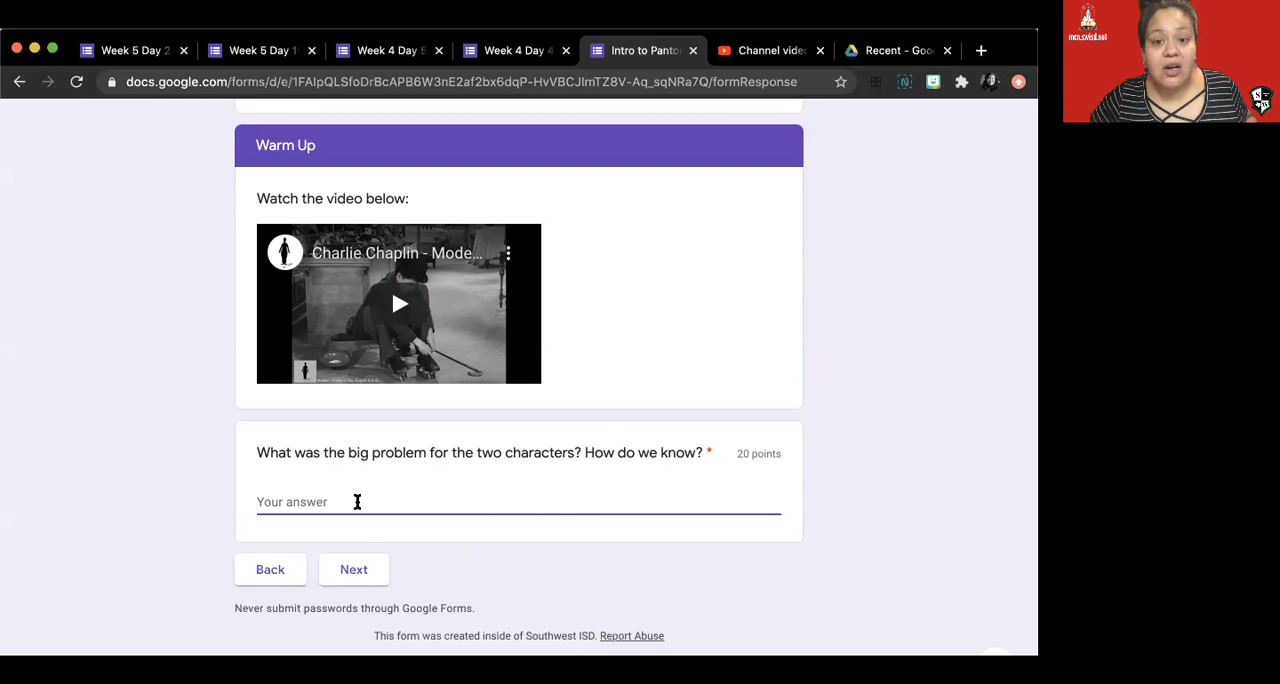 Week 5 Day 2
Week 5 Day 1
Week 4 Day 5
Week 4 Day 4
Intro to Panto
Channel vide
Recent - Goo
docs.google.com/forms/d/e/1FAIpQLSfoDrBcAPB6W3nE2af2bx6dqP-HvVBCJlmTZ8V-Aq_sqNRa7Q/formResponse
mcn.swisd.net
Warm Up
Watch the video below:
Charlie Chaplin - Mode...
What was the big problem for the two characters? How do we know? *
20 points
Your answer
Back
Next
Never submit passwords through Google Forms.
This form was created inside of Southwest ISD. Report Abuse